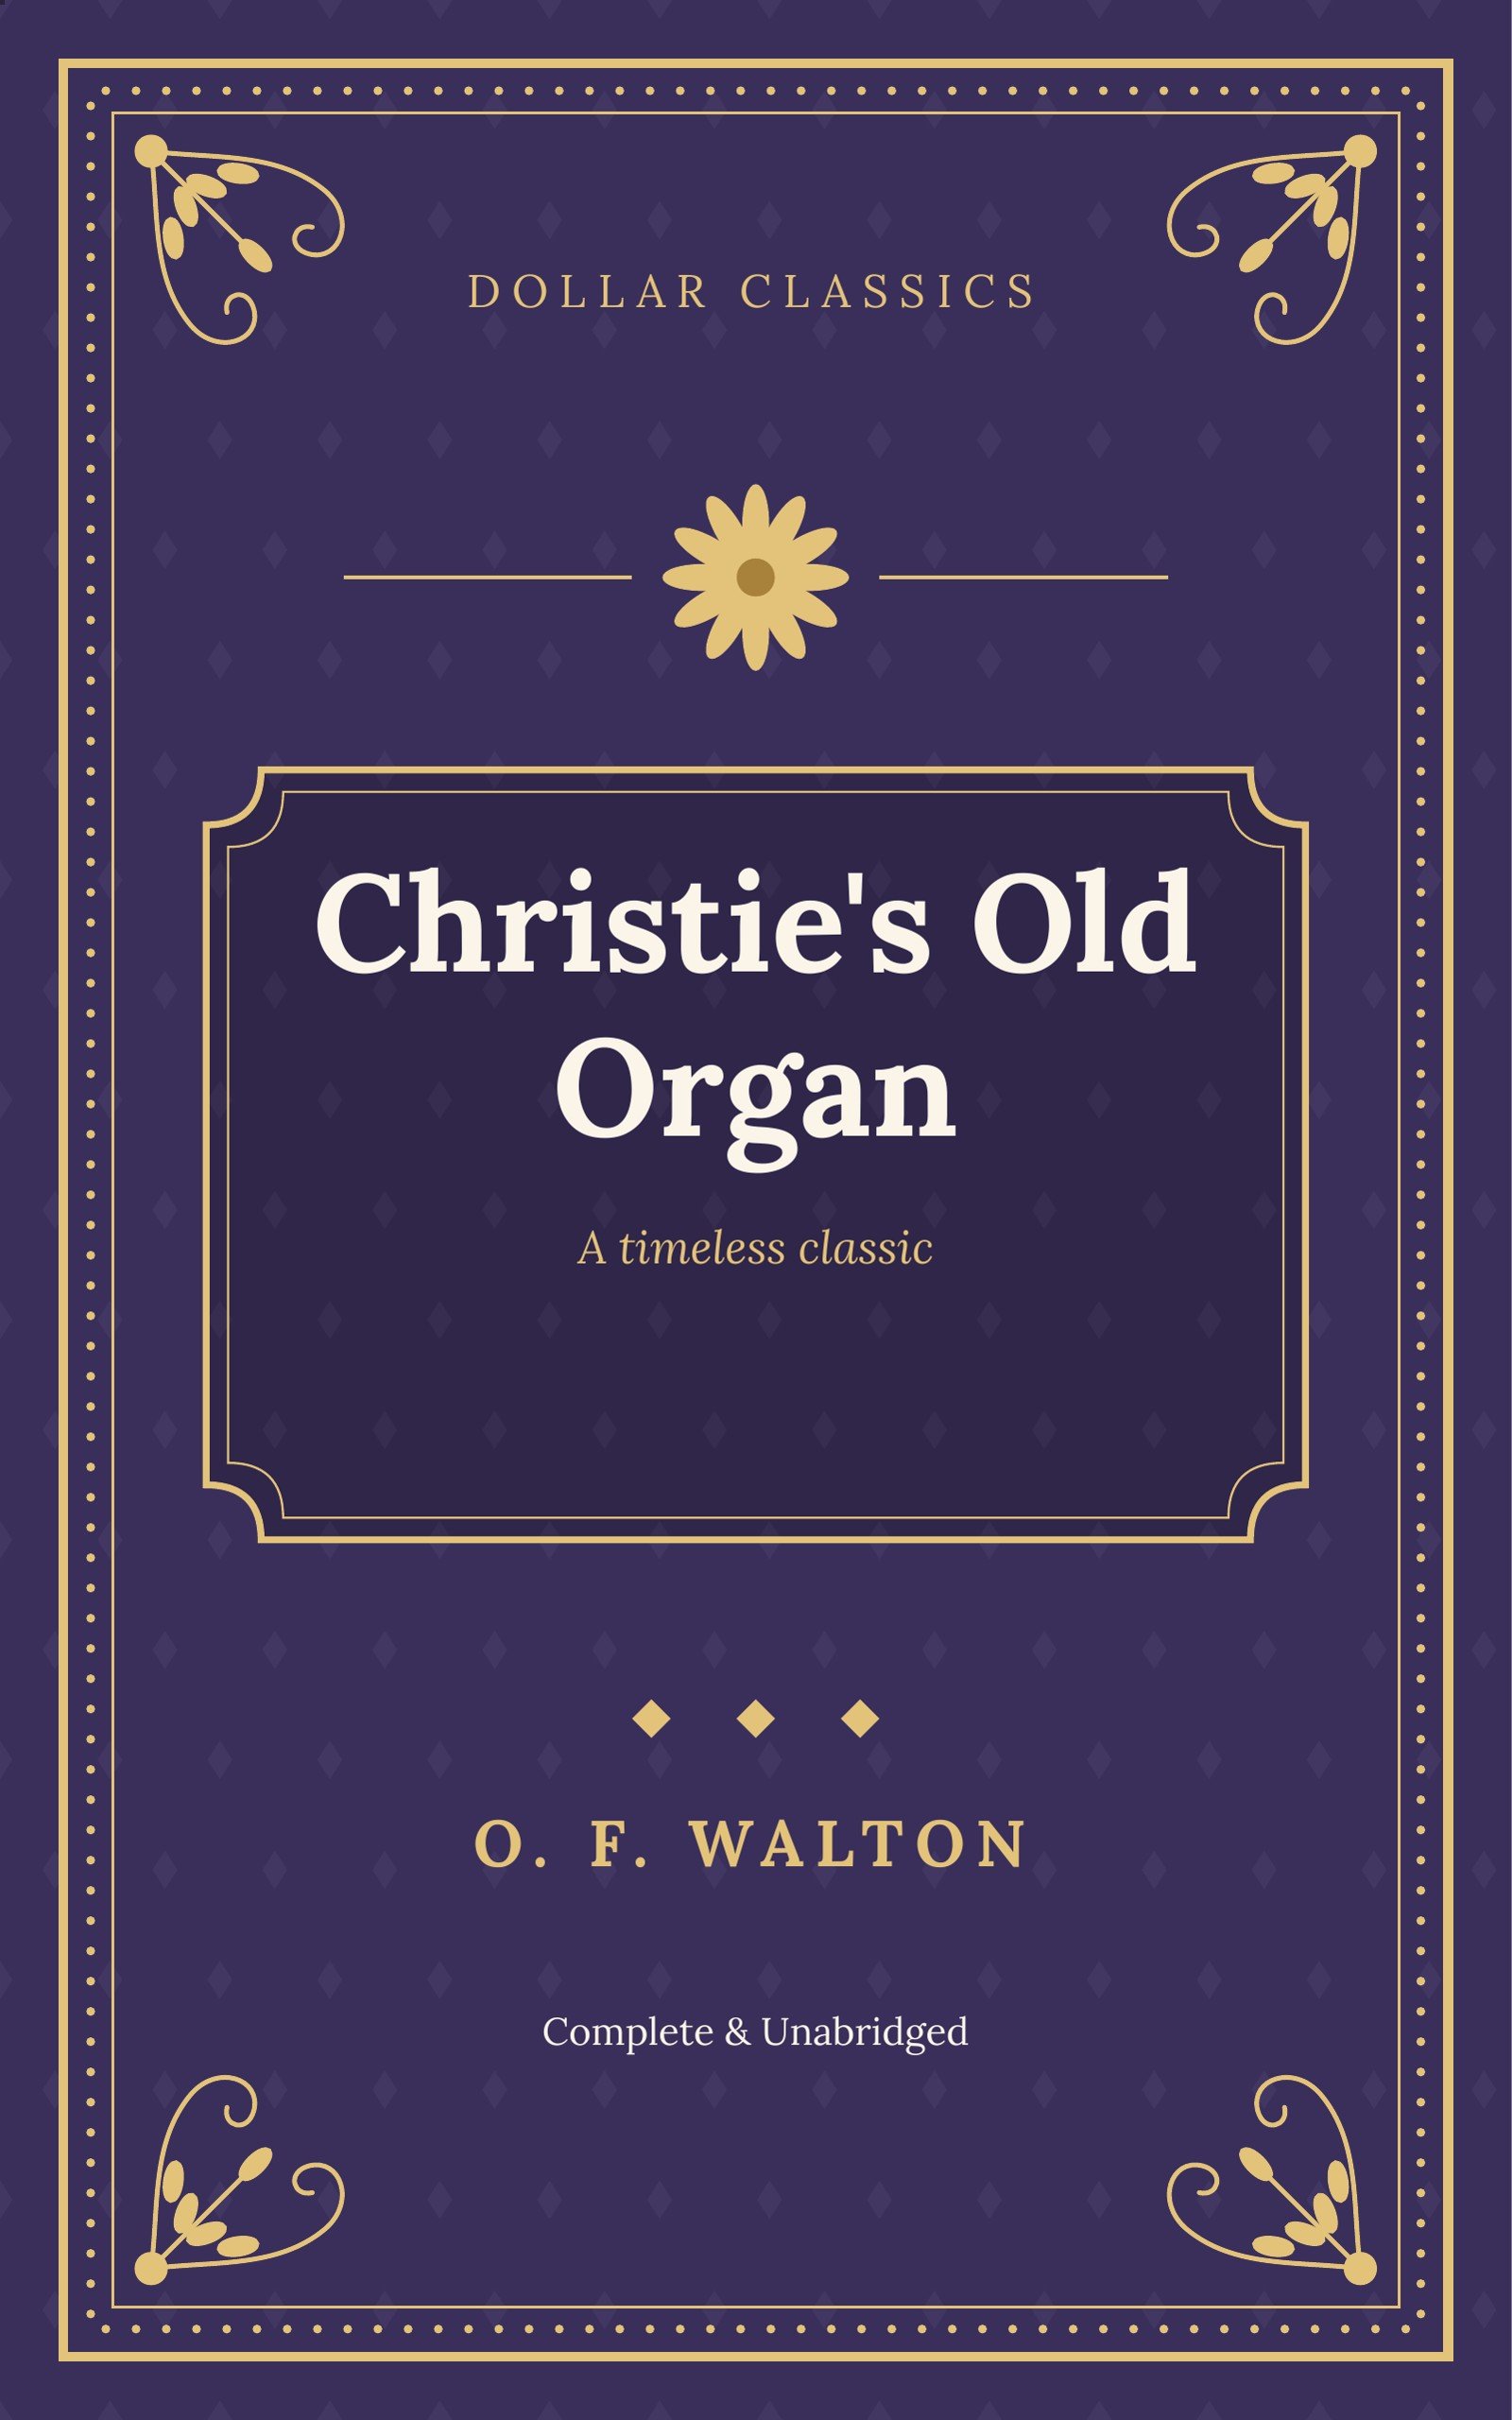 DOLLAR CLASSICS
Christie's Old
Organ
A timeless classic
O. F. WALTON
Complete & Unabridged